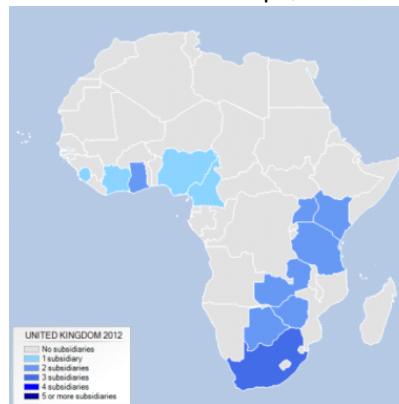 UNITED KINGDOM 2012
No subsidiaries
1 subsidiary
2 subsidiaries
3 subsidiaries
4 subsidiaries
5 or more subsidiaries